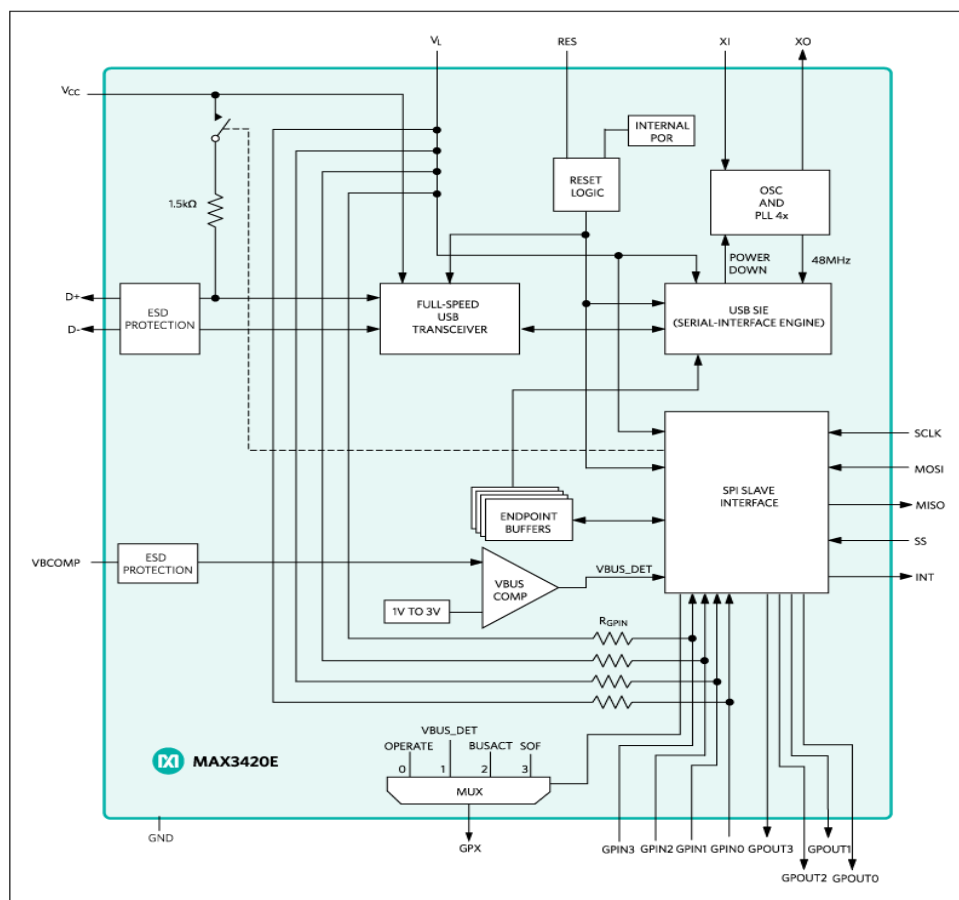 VL RES XI XO
VCC
INTERNAL
POR
RESET
LOGIC
OSC
AND
PLL 4x
1.5kΩ
POWER
DOWN
48MHz
D+
D-
ESD
PROTECTION
FULL-SPEED
USB
TRANSCEIVER
USB SIE
(SERIAL-INTERFACE ENGINE)
SCLK
MOSI
SPI SLAVE
INTERFACE
MISO
ENDPOINT
BUFFERS
SS
VBCOMP
ESD
PROTECTION
VBUS
COMP
VBUS_DET
INT
1V TO 3V
RGPIN
VBUS_DET
OPERATE BUSACT SOF
0 1 2 3
MUX
MAX3420E
GND
GPX
GPIN3 GPIN2 GPIN1 GPIN0 GPOUT3 GPOUT1
GPOUT2 GPOUT0